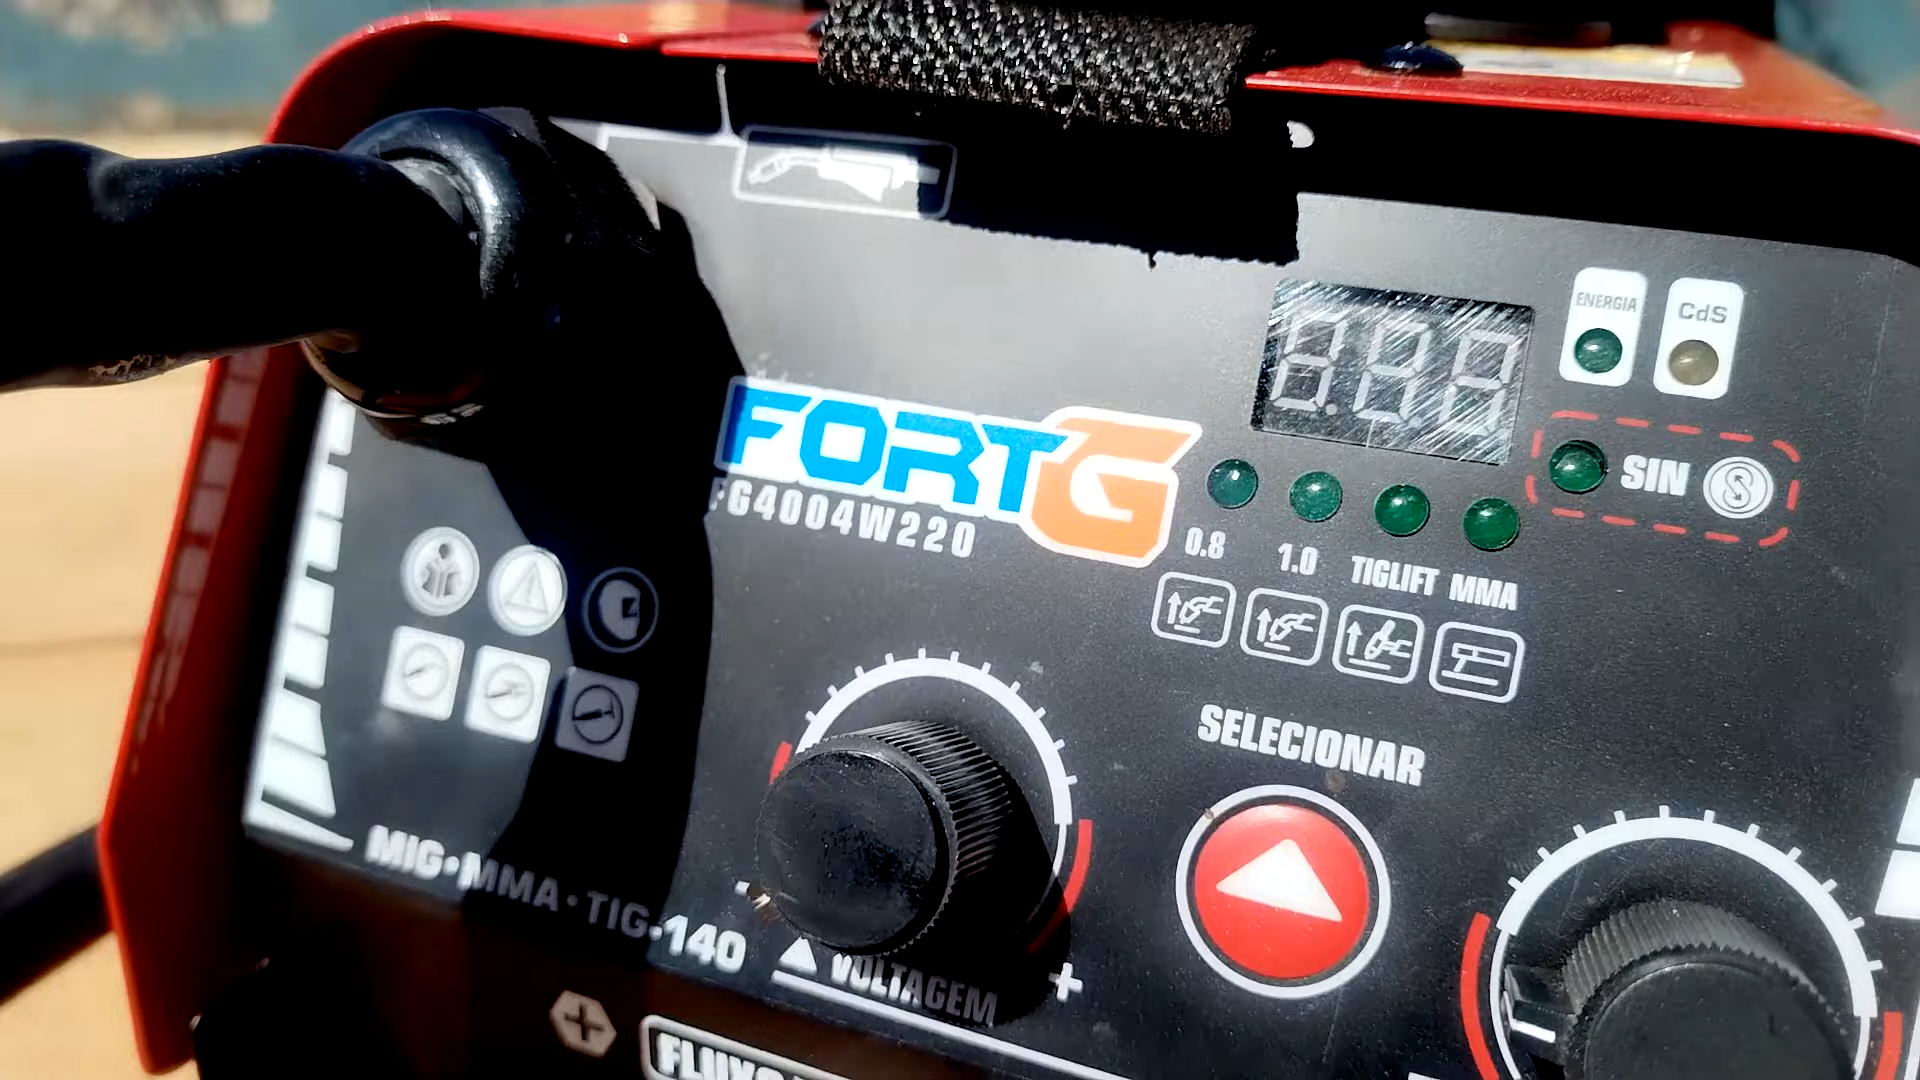 ENERGIA
CdS
SIN
FORTG
FG4004W220
0.8
1.0
TIGLIFT
MMA
SELECIONAR
MIG·MMA·TIG·140
- VOLTAGEM +